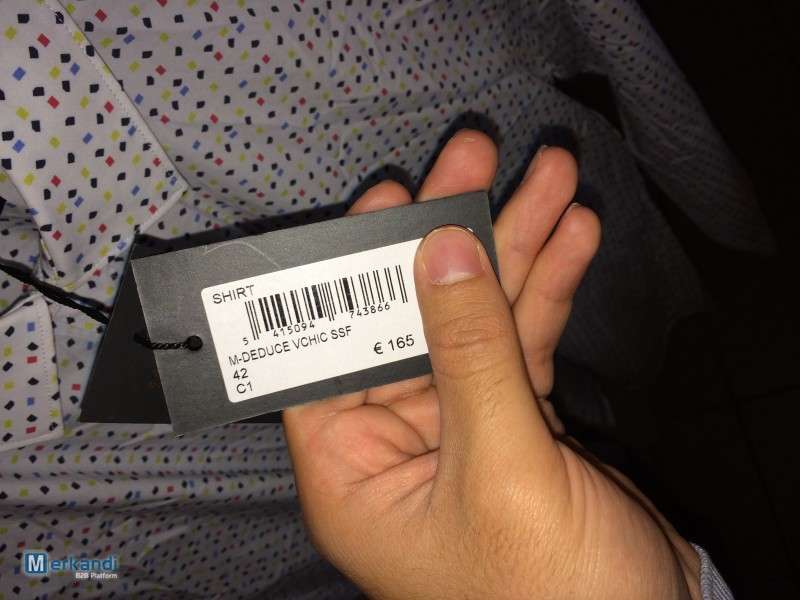 SHIRT
5 415094 743866
M-DEDUCE VCHIC SSF
42
€ 165
C1
Merkandi
B2B Platform